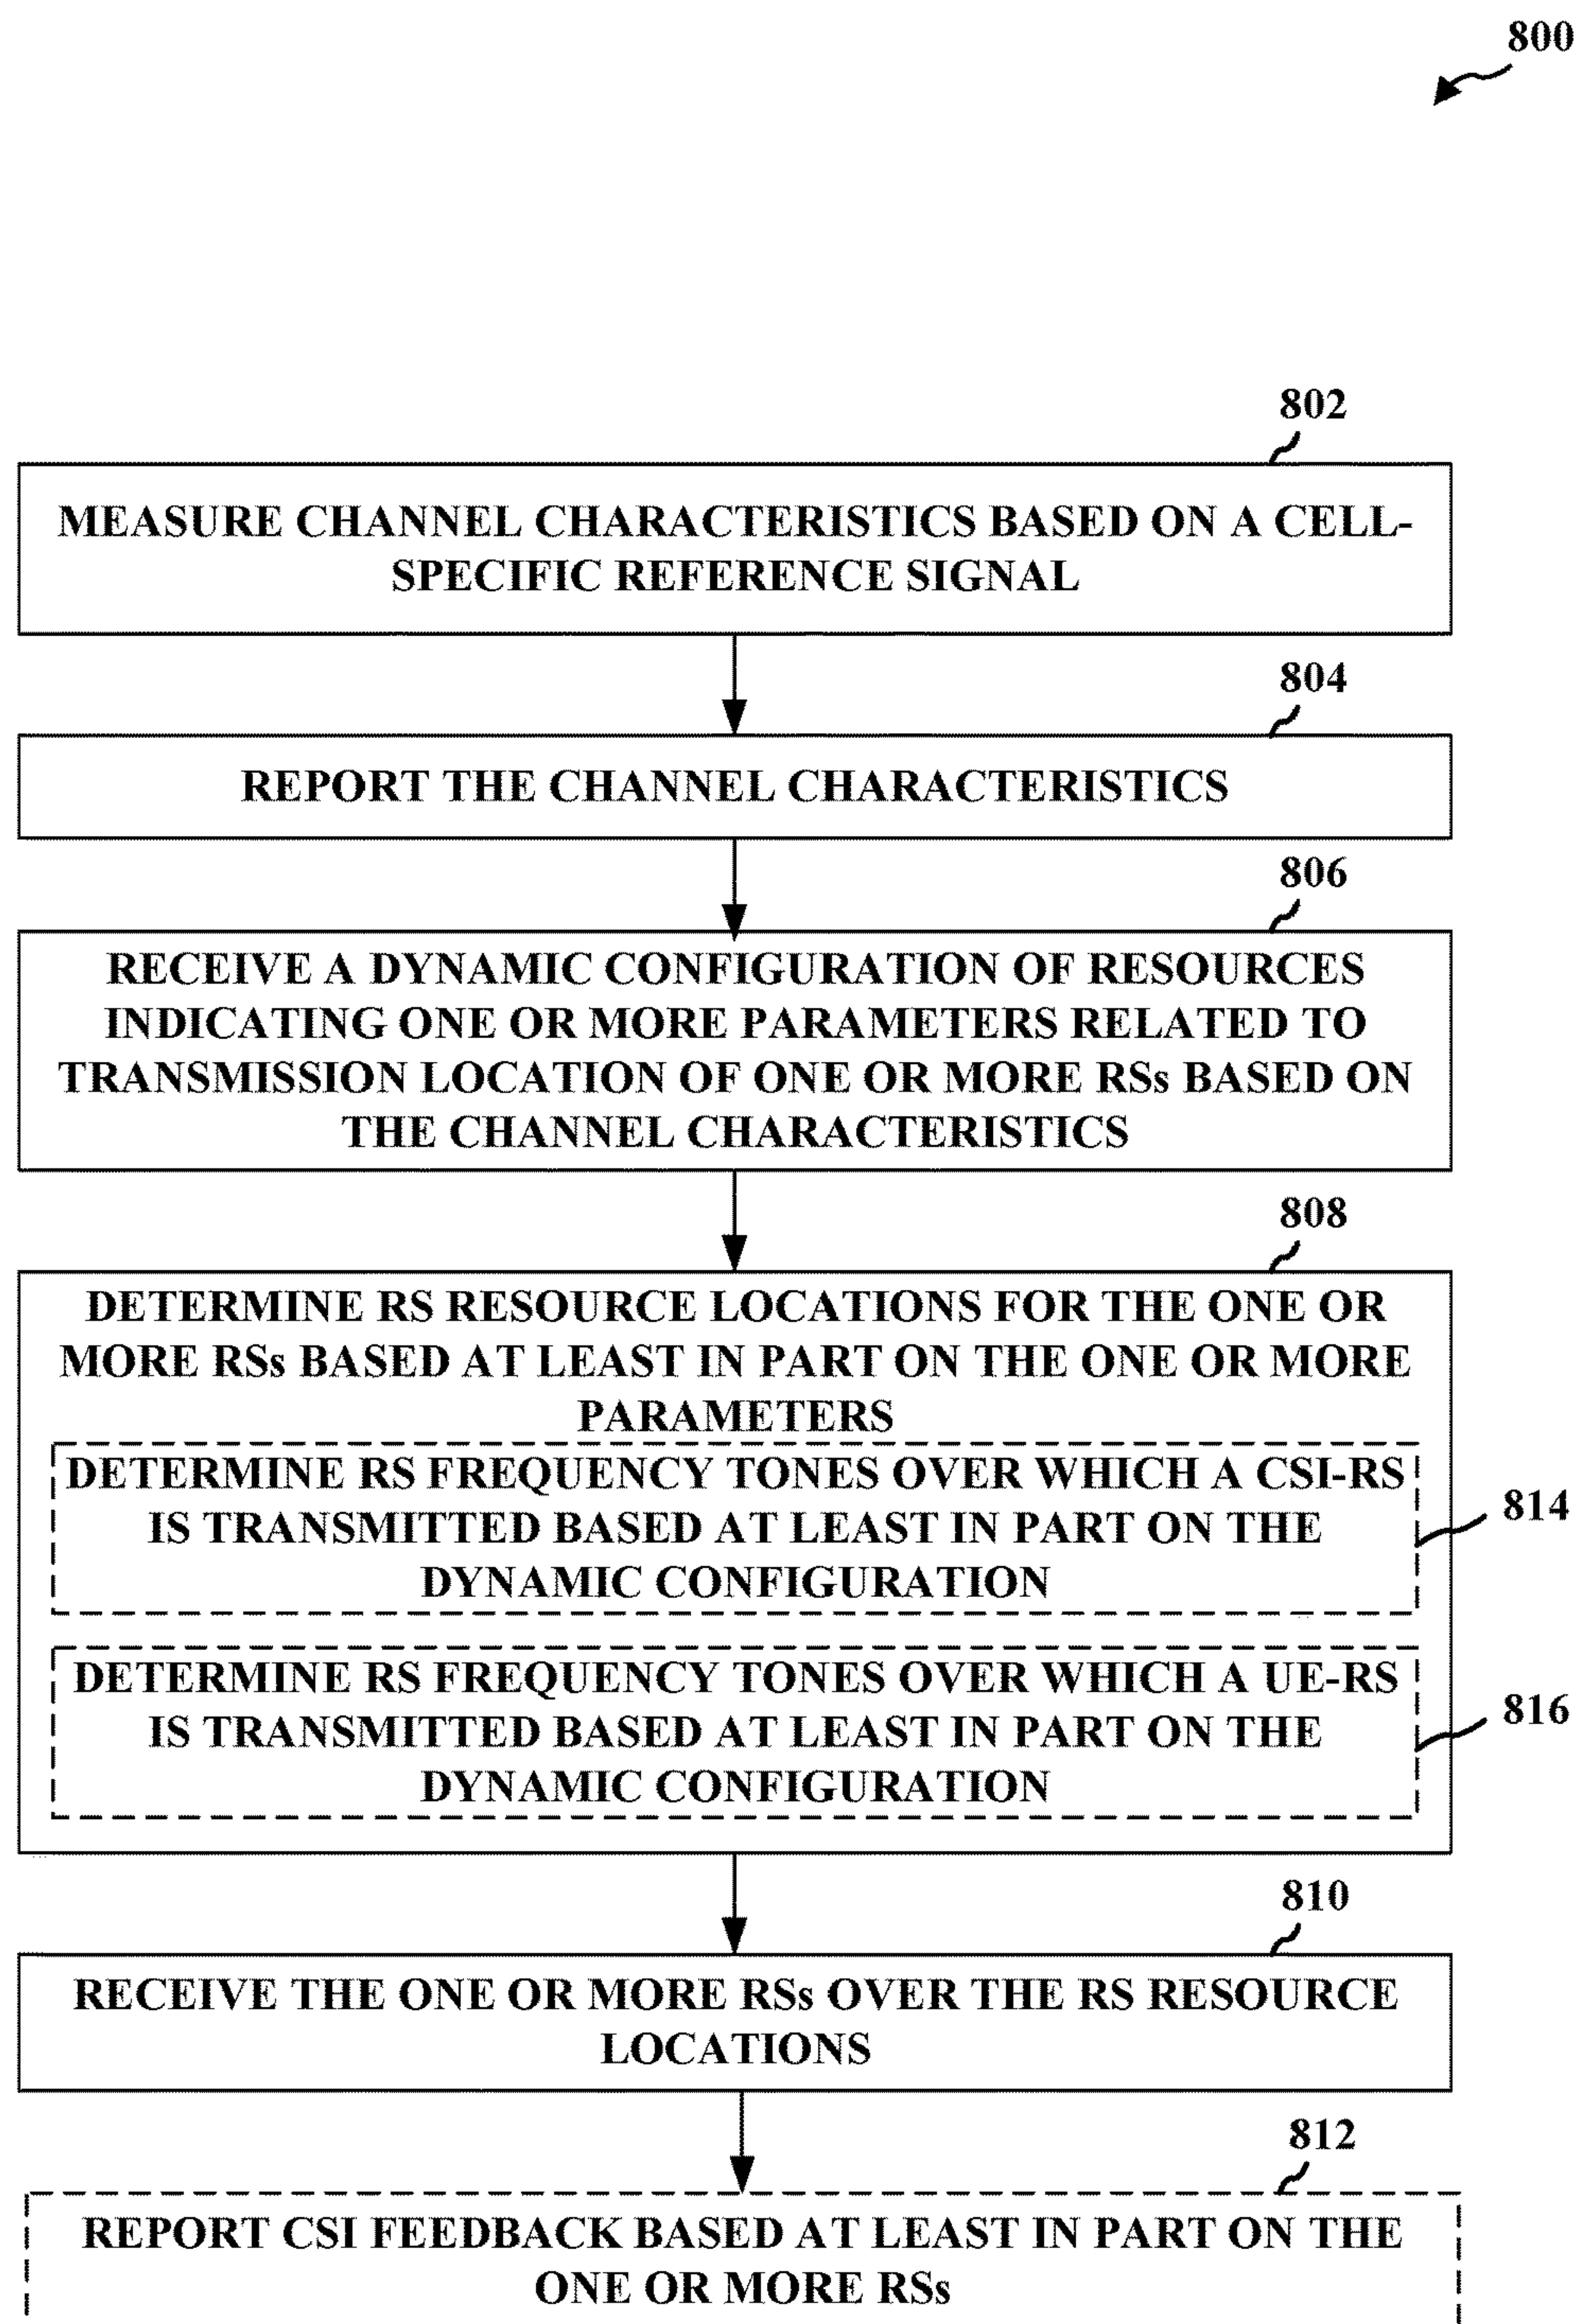 800
802
MEASURE CHANNEL CHARACTERISTICS BASED ON A CELL-
SPECIFIC REFERENCE SIGNAL
804
REPORT THE CHANNEL CHARACTERISTICS
806
RECEIVE A DYNAMIC CONFIGURATION OF RESOURCES
INDICATING ONE OR MORE PARAMETERS RELATED TO
TRANSMISSION LOCATION OF ONE OR MORE RSs BASED ON
THE CHANNEL CHARACTERISTICS
808
DETERMINE RS RESOURCE LOCATIONS FOR THE ONE OR
MORE RSs BASED AT LEAST IN PART ON THE ONE OR MORE
PARAMETERS
DETERMINE RS FREQUENCY TONES OVER WHICH A CSI-RS
IS TRANSMITTED BASED AT LEAST IN PART ON THE
DYNAMIC CONFIGURATION
814
DETERMINE RS FREQUENCY TONES OVER WHICH A UE-RS
IS TRANSMITTED BASED AT LEAST IN PART ON THE
DYNAMIC CONFIGURATION
816
810
RECEIVE THE ONE OR MORE RSs OVER THE RS RESOURCE
LOCATIONS
812
REPORT CSI FEEDBACK BASED AT LEAST IN PART ON THE
ONE OR MORE RSs